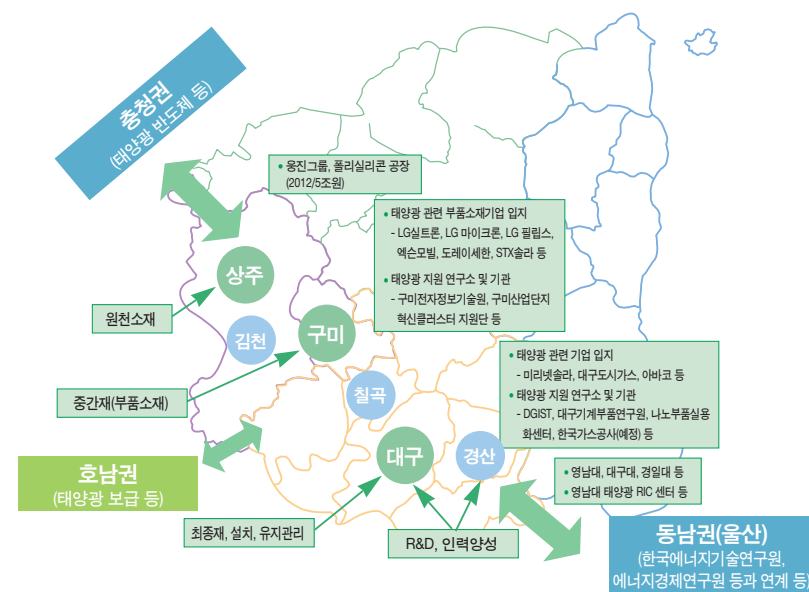 충청권
(태양광 반도체 등)
• 웅진그룹, 폴리실리콘 공장
(2012/5조원)
• 태양광 관련 부품소재기업 입지
- LG실트론, LG 마이크론, LG 필립스,
엑슨모빌, 도레이세한, STX솔라 등
• 태양광 지원 연구소 및 기관
- 구미전자정보기술원, 구미산업단지
혁신클러스터 지원단 등
상주
원천소재
김천
구미
중간재(부품소재)
칠곡
• 태양광 관련 기업 입지
- 미리넷솔라, 대구도시가스, 아바코 등
• 태양광 지원 연구소 및 기관
- DGIST, 대구기계부품연구원, 나노부품실용
화센터, 한국가스공사(예정) 등
호남권
(태양광 보급 등)
대구
경산
• 영남대, 대구대, 경일대 등
• 영남대 태양광 RIC 센터 등
최종재, 설치, 유지관리
R&D, 인력양성
동남권(울산)
(한국에너지기술연구원,
에너지경제연구원 등과 연계 등)